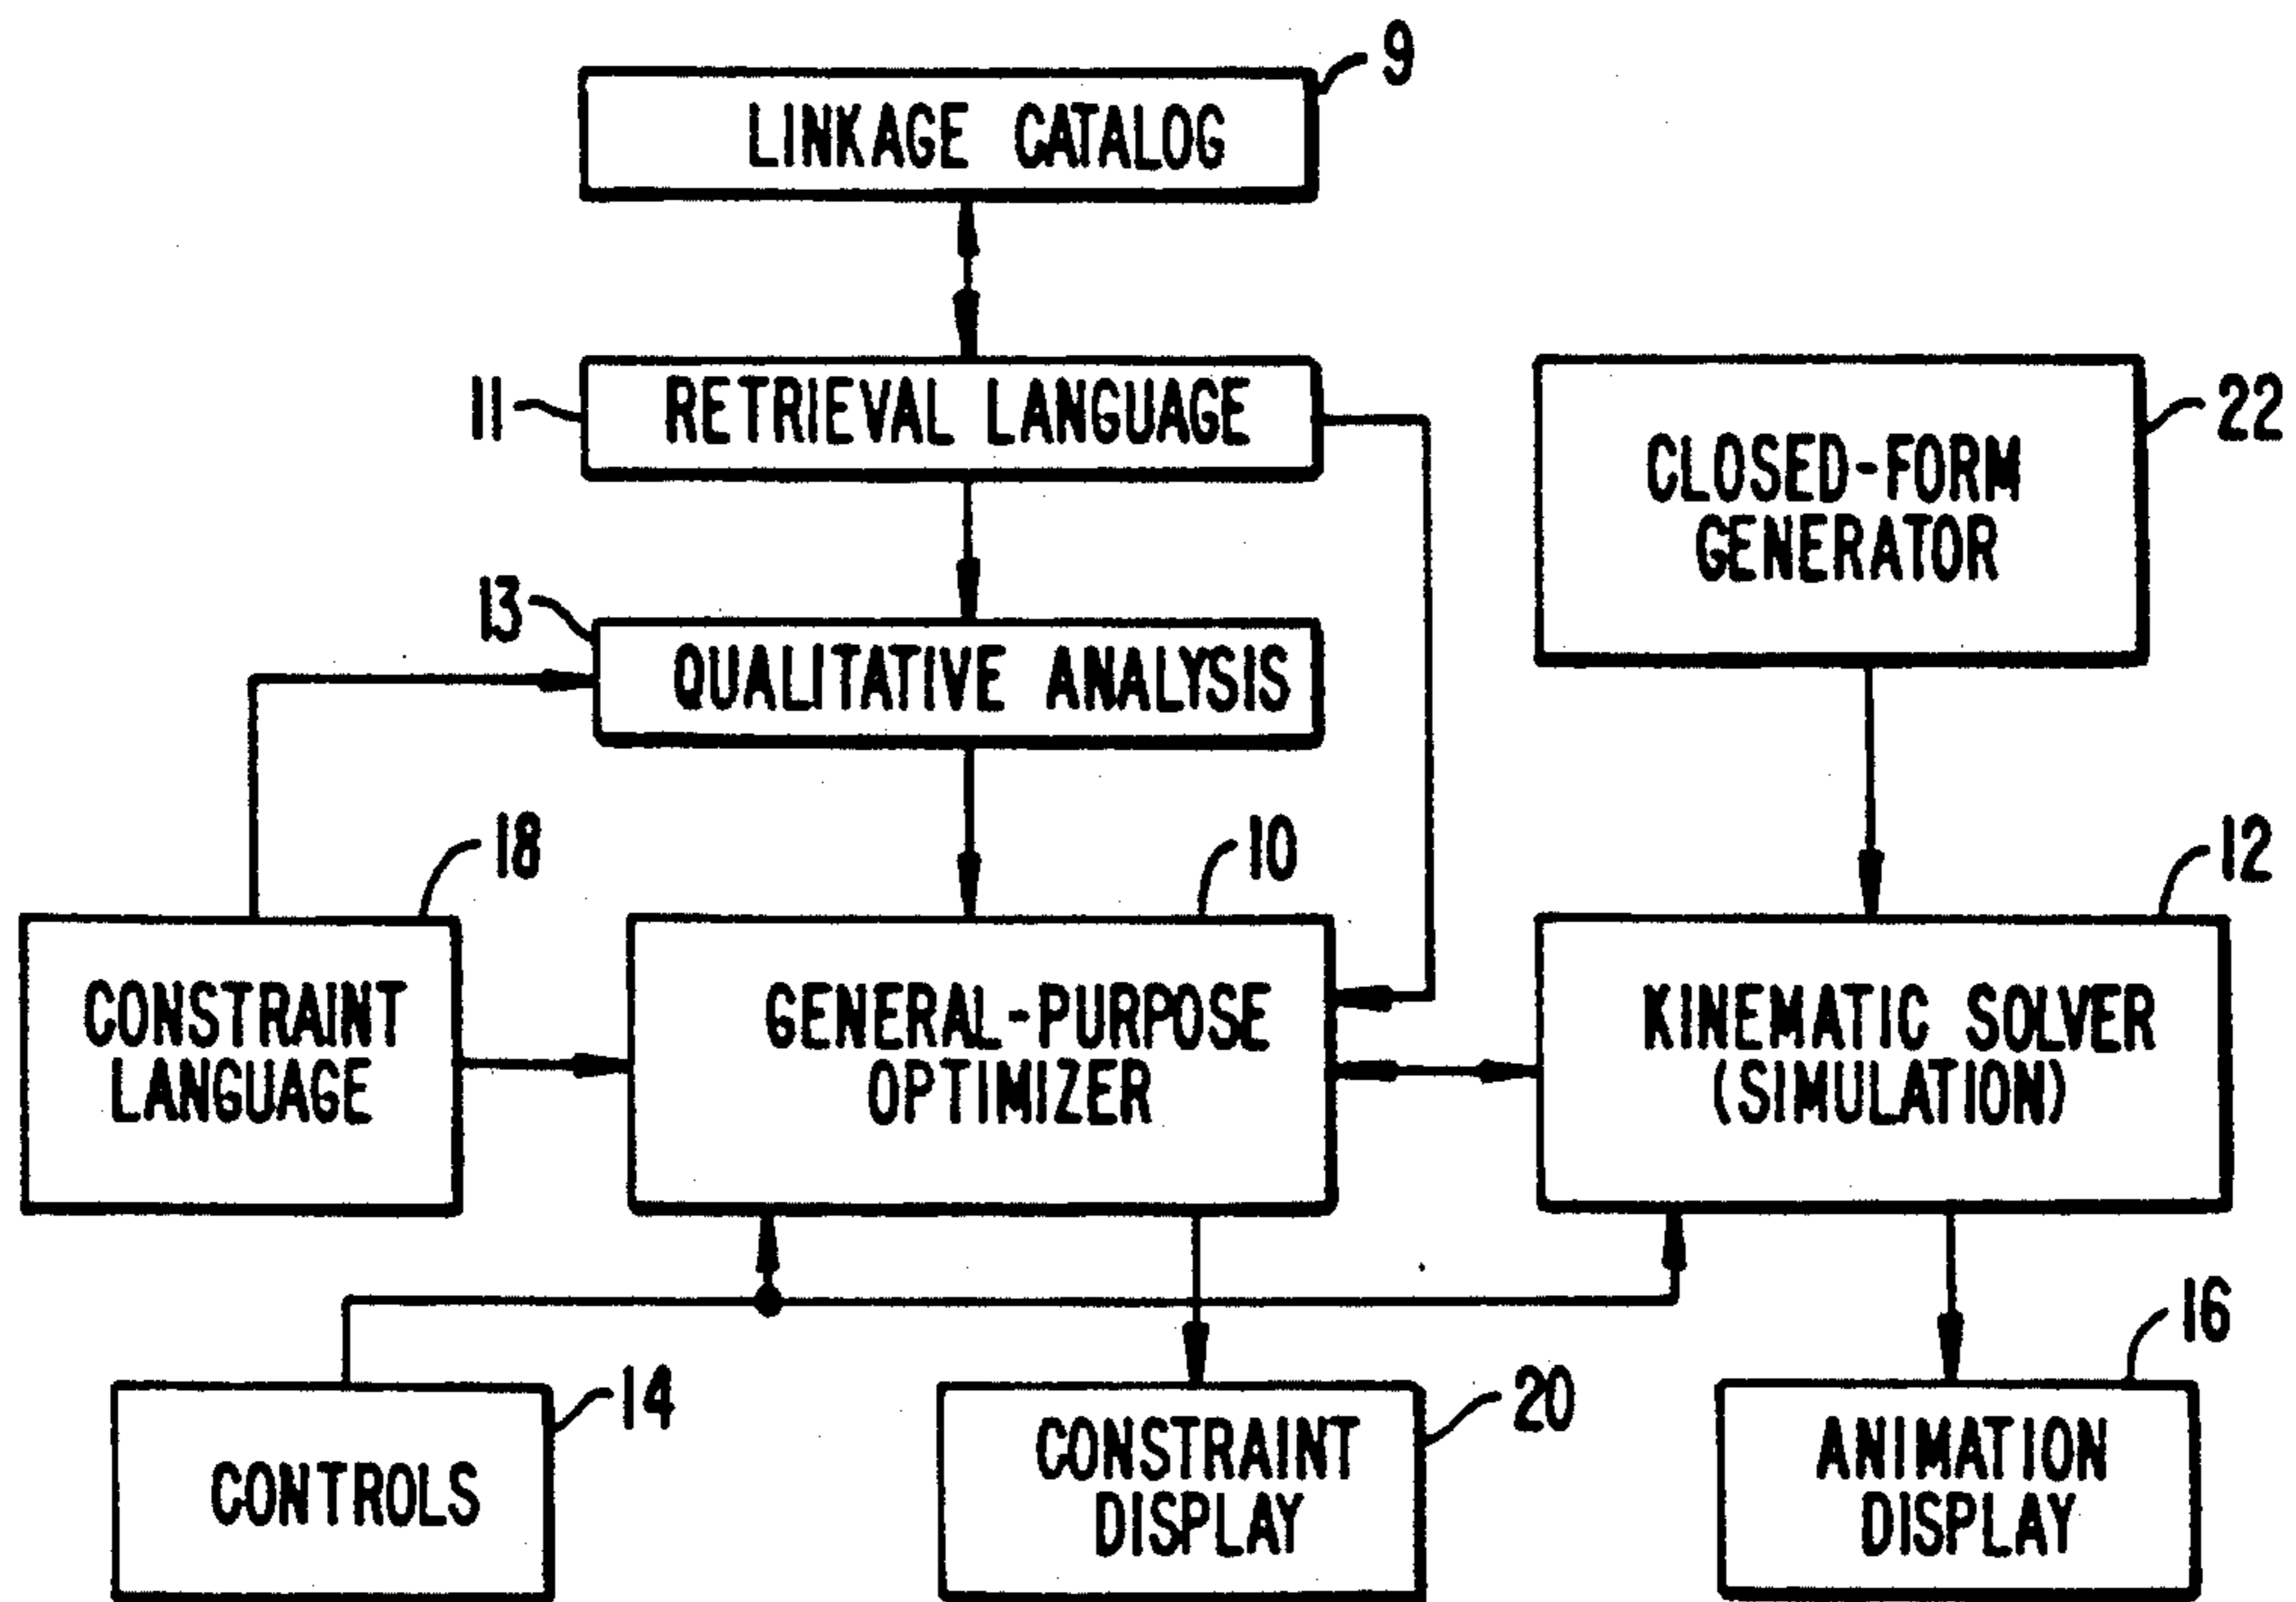 9
LINKAGE CATALOG
11
RETRIEVAL LANGUAGE
22
CLOSED-FORM
GENERATOR
13
QUALITATIVE ANALYSIS
18
10
12
CONSTRAINT
LANGUAGE
GENERAL-PURPOSE
OPTIMIZER
KINEMATIC SOLVER
(SIMULATION)
14
20
16
CONTROLS
CONSTRAINT
DISPLAY
ANIMATION
DISPLAY